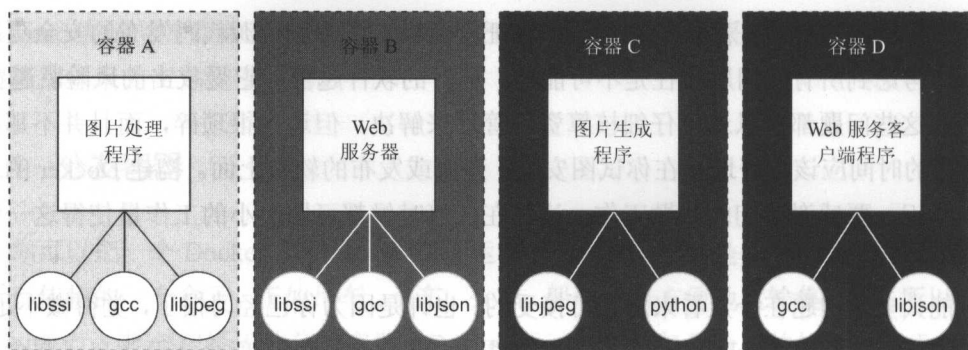 容器 A
图片处理
程序
libssi
gcc
libjpeg
容器 B
Web
服务器
libssi
gcc
libjson
容器 C
图片生成
程序
libjpeg
python
容器 D
Web 服务客
户端程序
gcc
libjson